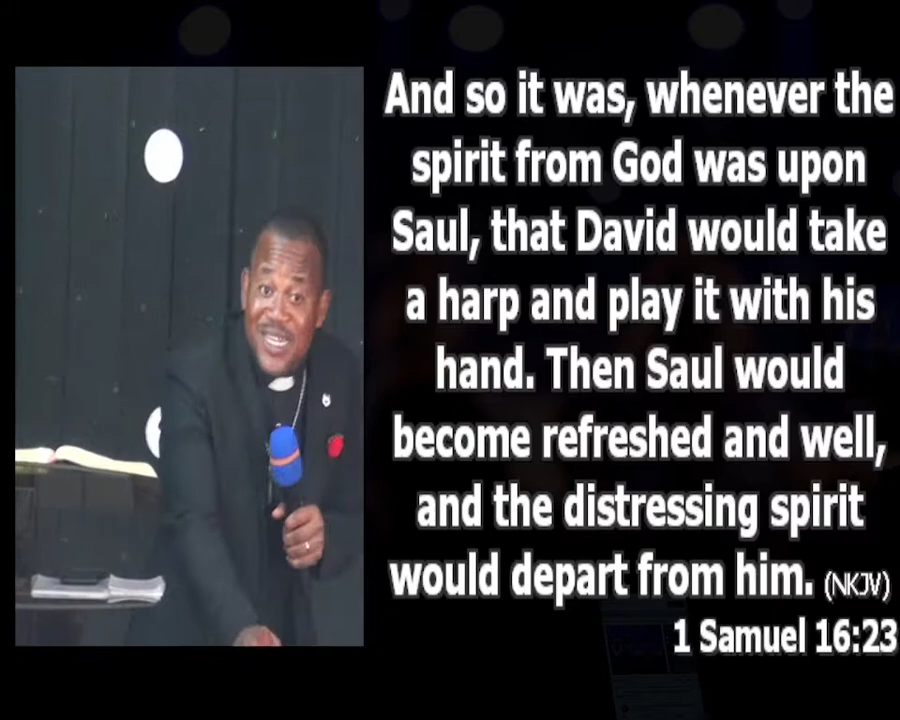 And so it was, whenever the
spirit from God was upon
Saul, that David would take
a harp and play it with his
hand. Then Saul would
become refreshed and well,
and the distressing spirit
would depart from him. (NKJV)
1 Samuel 16:23